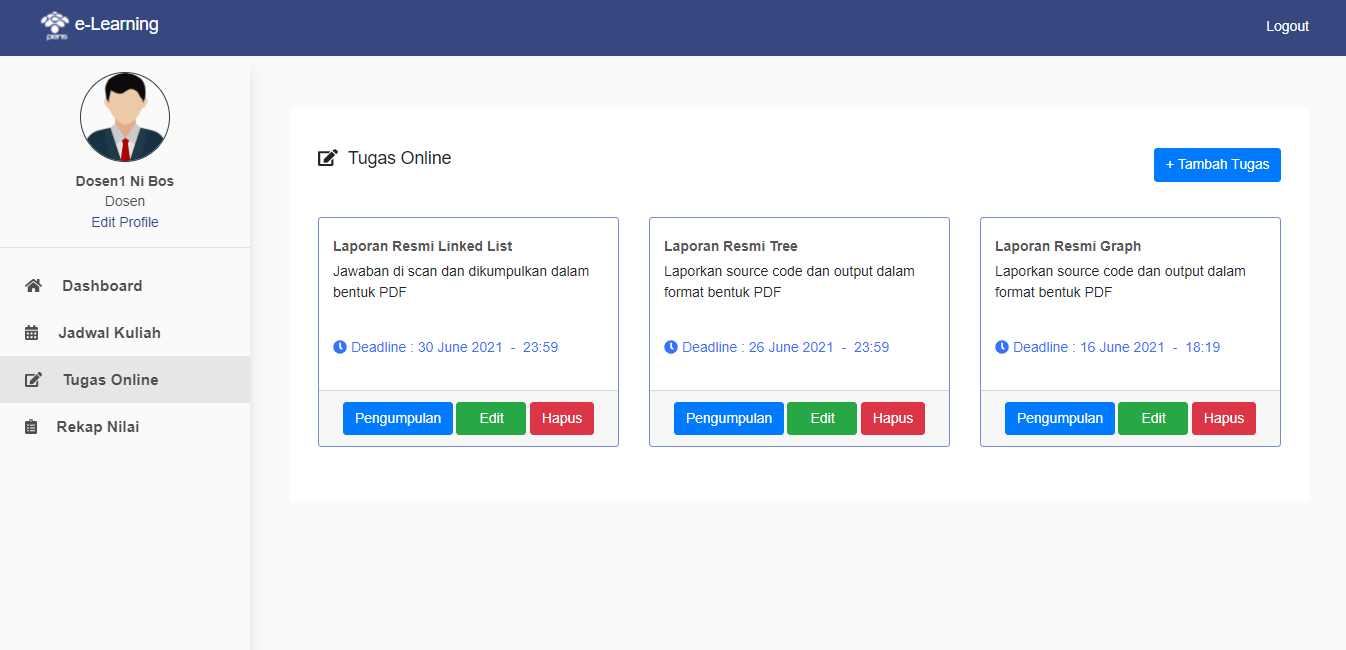 pens e-Learning
Logout
Dosen1 Ni Bos
Dosen
Edit Profile
Dashboard
Jadwal Kuliah
Tugas Online
Rekap Nilai
Tugas Online
+ Tambah Tugas
Laporan Resmi Linked List
Jawaban di scan dan dikumpulkan dalam
bentuk PDF
Deadline : 30 June 2021 - 23:59
Pengumpulan Edit Hapus
Laporan Resmi Tree
Laporkan source code dan output dalam
format bentuk PDF
Deadline : 26 June 2021 - 23:59
Pengumpulan Edit Hapus
Laporan Resmi Graph
Laporkan source code dan output dalam
format bentuk PDF
Deadline : 16 June 2021 - 18:19
Pengumpulan Edit Hapus